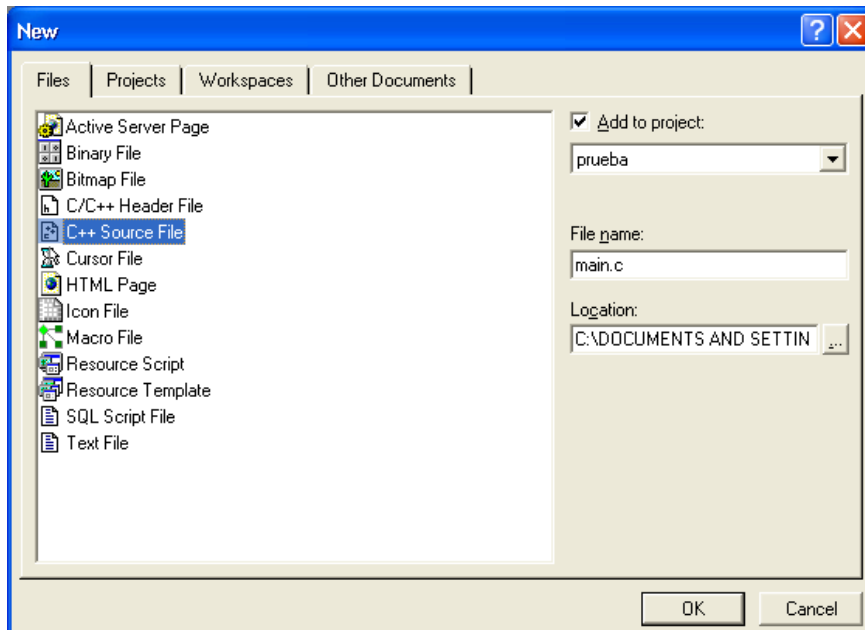 New
Files Projects Workspaces Other Documents
Active Server Page
Binary File
Bitmap File
C/C++ Header File
C++ Source File
Cursor File
HTML Page
Icon File
Macro File
Resource Script
Resource Template
SQL Script File
Text File
Add to project:
prueba
File name:
main.c
Location:
C:\DOCUMENTS AND SETTIN ...
OK Cancel